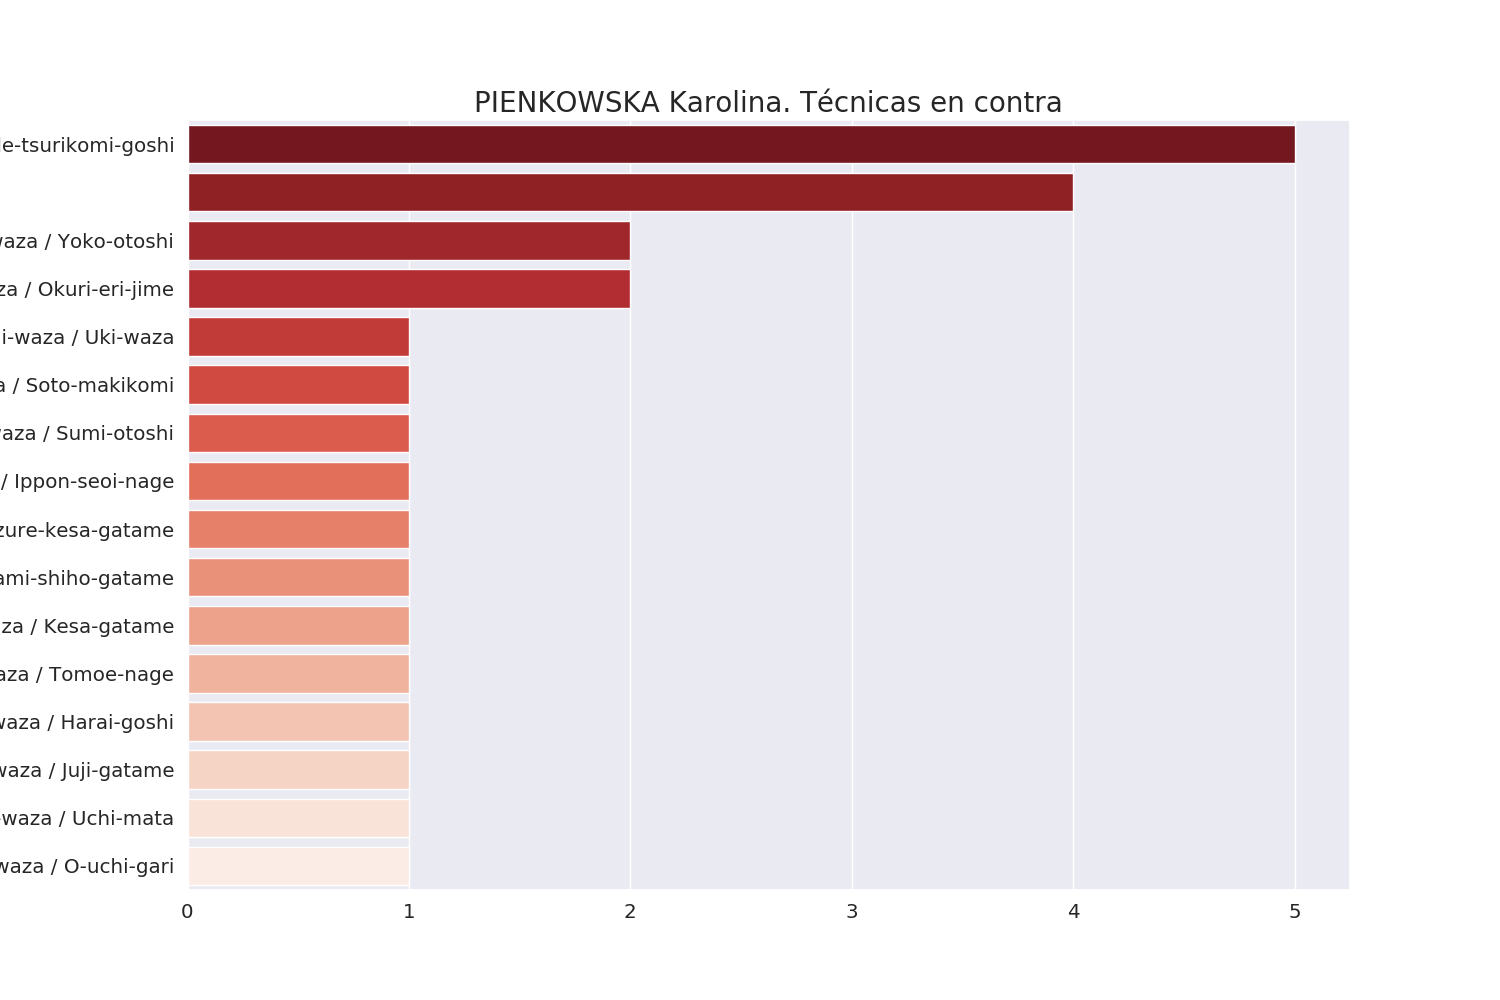 PIENKOWSKA Karolina. Técnicas en contra
-tsurikomi-goshi
waza / Yoko-otoshi
za / Okuri-eri-jime
i-waza / Uki-waza
a / Soto-makikomi
waza / Sumi-otoshi
/ Ippon-seoi-nage
zure-kesa-gatame
ami-shiho-gatame
za / Kesa-gatame
aza / Tomoe-nage
waza / Harai-goshi
waza / Juji-gatame
-waza / Uchi-mata
waza / O-uchi-gari
0 1 2 3 4 5